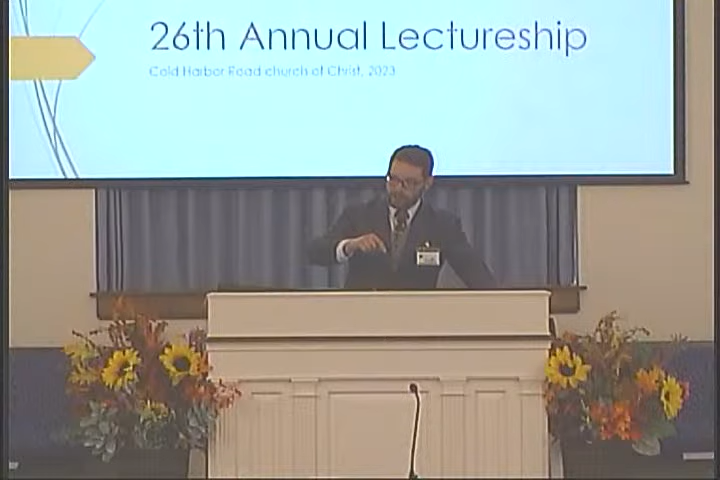 26th Annual Lectureship
Cold Harbor Road church of Christ, 2023